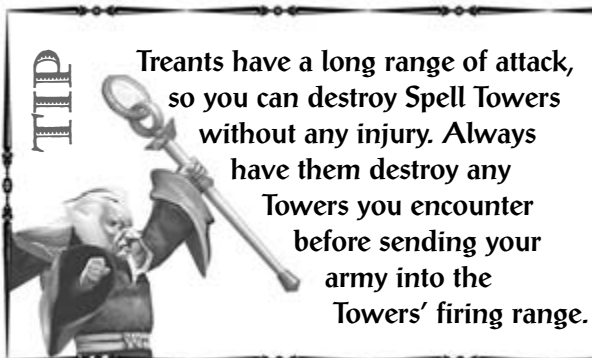 TIP
Treants have a long range of attack,
so you can destroy Spell Towers
without any injury. Always
have them destroy any
Towers you encounter
before sending your
army into the
Towers' firing range.